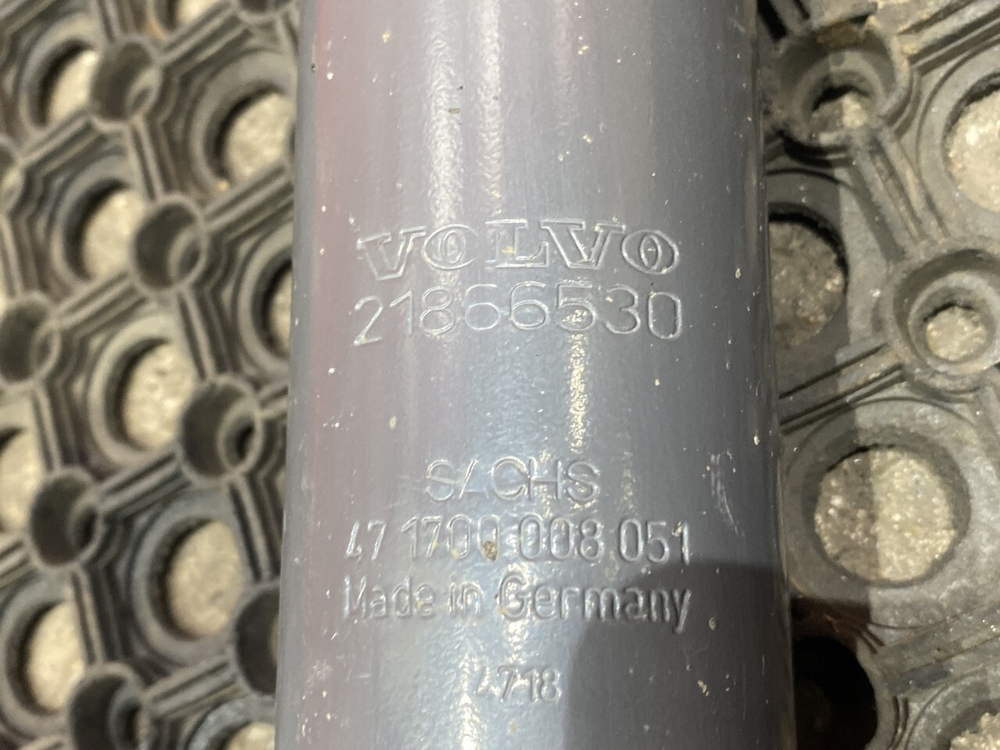 VOLVO
21866530
SACHS
47 1700 008 051
Made in Germany
4718